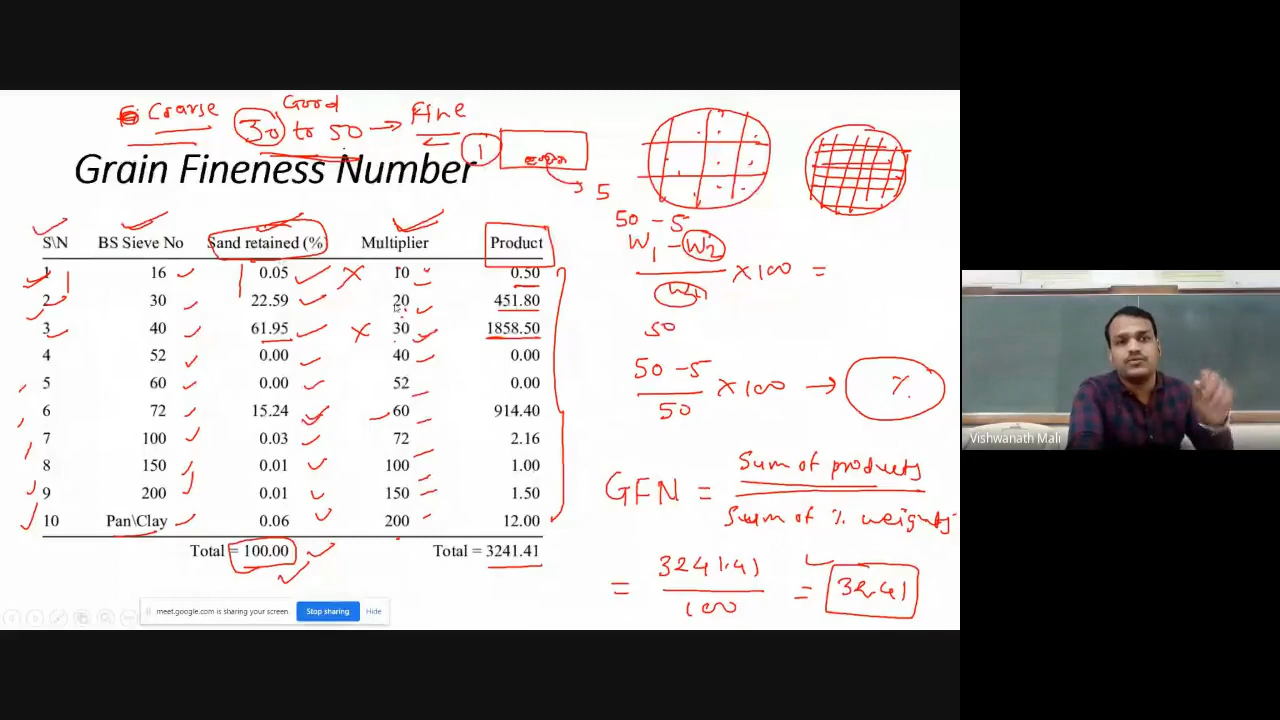 Good
Coarse 30 to 50 → Fine
1
5
Grain Fineness Number
S\N BS Sieve No Sand retained (%) Multiplier Product
1 16 0.05 10 0.50
2 30 22.59 20 451.80
3 40 61.95 30 1858.50
4 52 0.00 40 0.00
5 60 0.00 52 0.00
6 72 15.24 60 914.40
7 100 0.03 72 2.16
8 150 0.01 100 1.00
9 200 0.01 150 1.50
10 Pan\Clay 0.06 200 12.00
Total = 100.00 Total = 3241.41
50 - 5
W1 - W2
× 100 =
W1
50
50 - 5
× 100 → %
50
GFN = Sum of products
Sum of % weights
= 3241.41
100
= 32.41
meet.google.com is sharing your screen. Stop sharing Hide
Vishwanath Mali